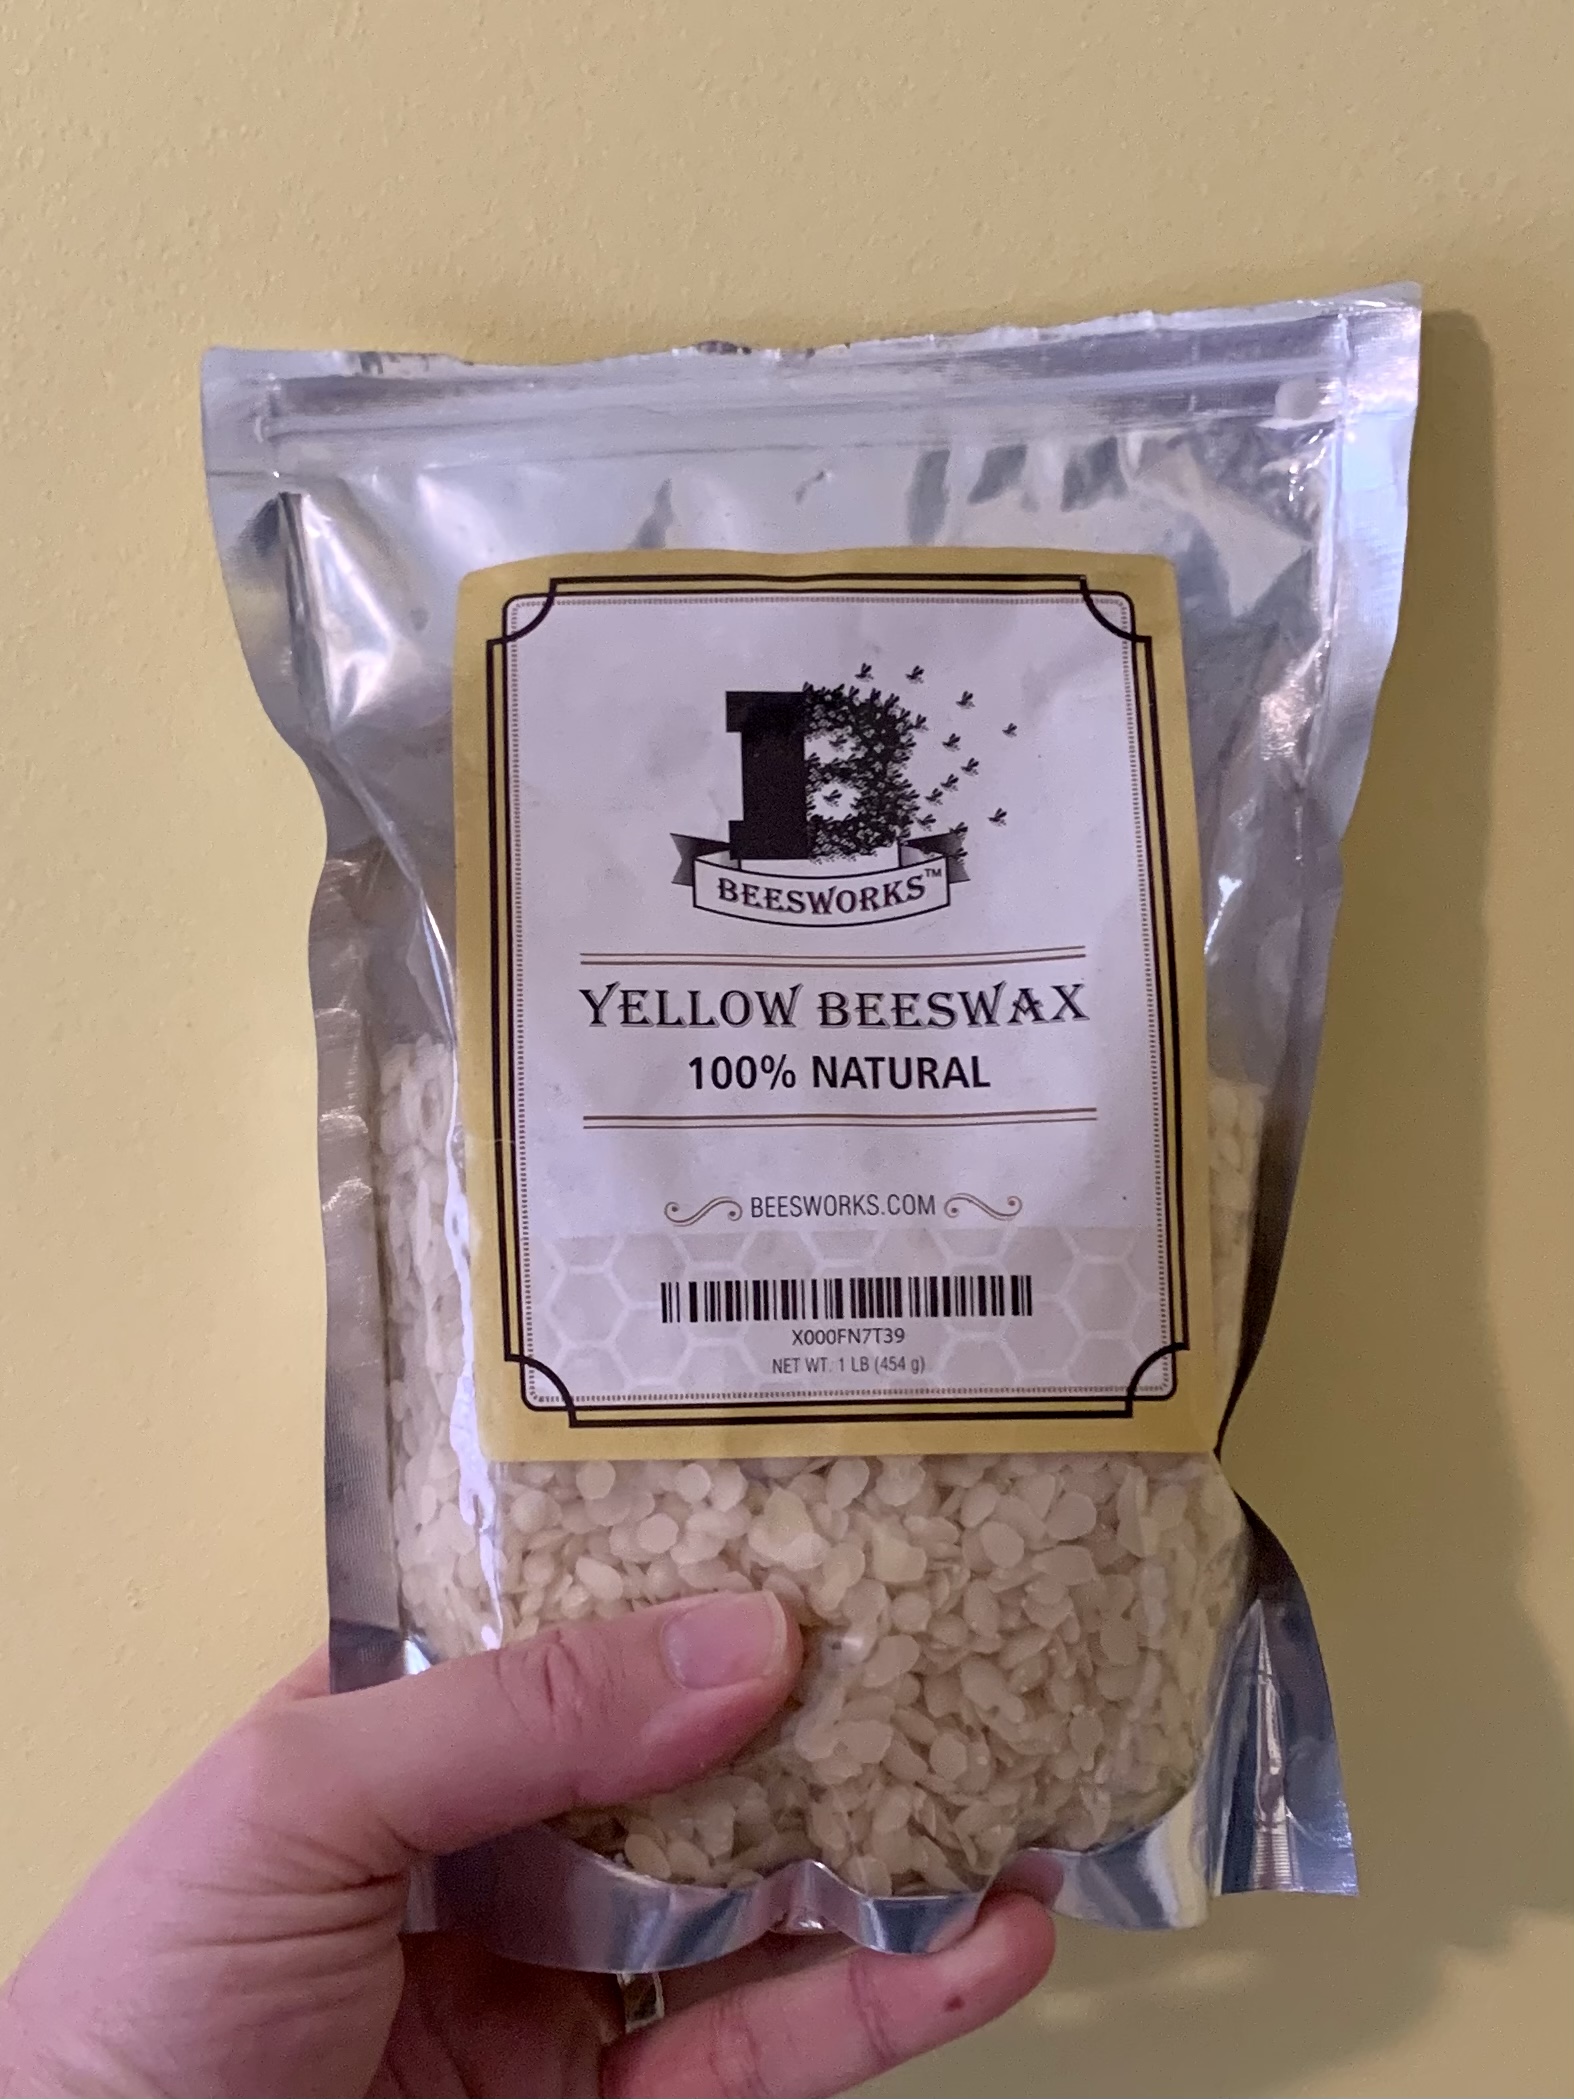 B
BEESWORKS™
YELLOW BEESWAX
100% NATURAL
BEESWORKS.COM
X000FN7T39
NET WT. 1 LB (454 g)